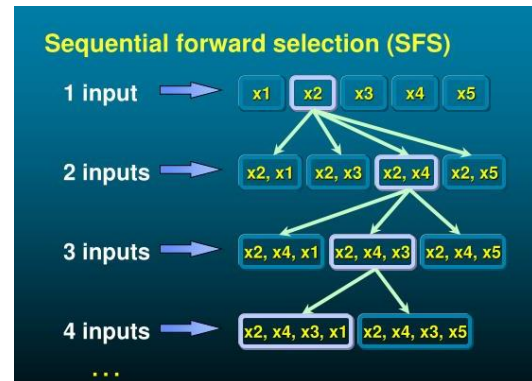 Sequential forward selection (SFS)
1 input x1 x2 x3 x4 x5
2 inputs x2, x1 x2, x3 x2, x4 x2, x5
3 inputs x2, x4, x1 x2, x4, x3 x2, x4, x5
4 inputs x2, x4, x3, x1 x2, x4, x3, x5
...